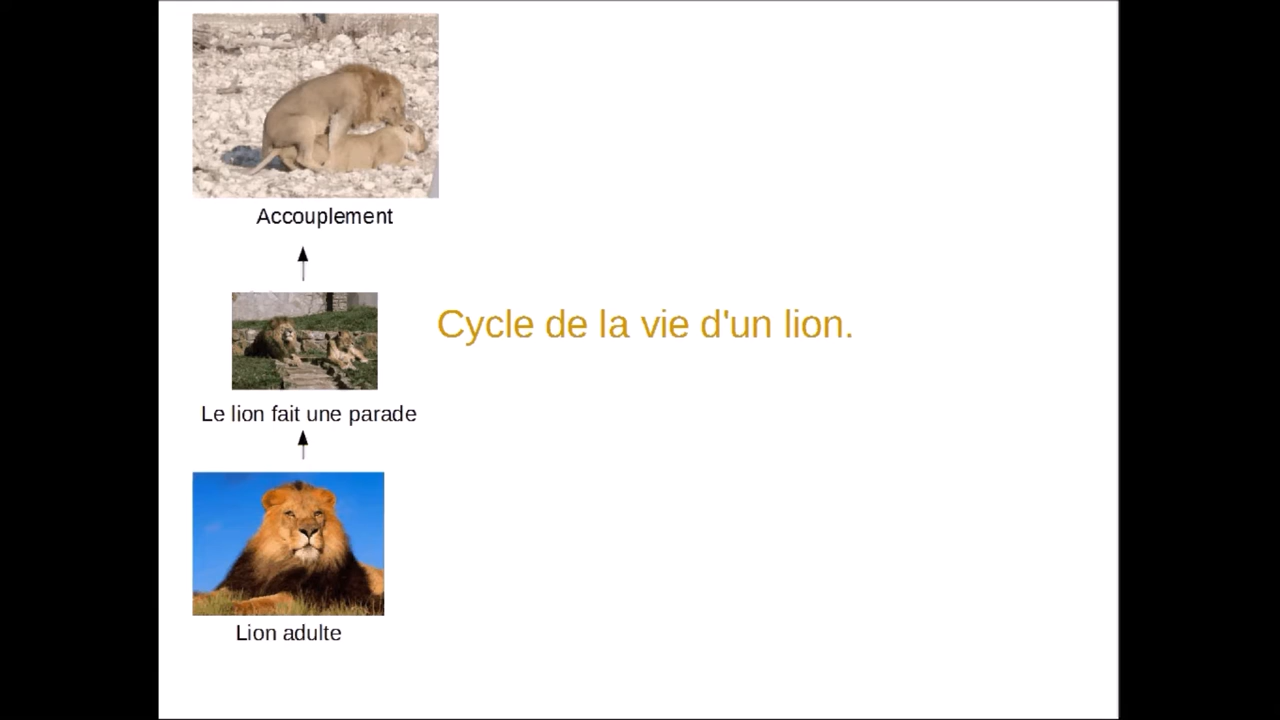 Accouplement
Cycle de la vie d'un lion.
Le lion fait une parade
Lion adulte